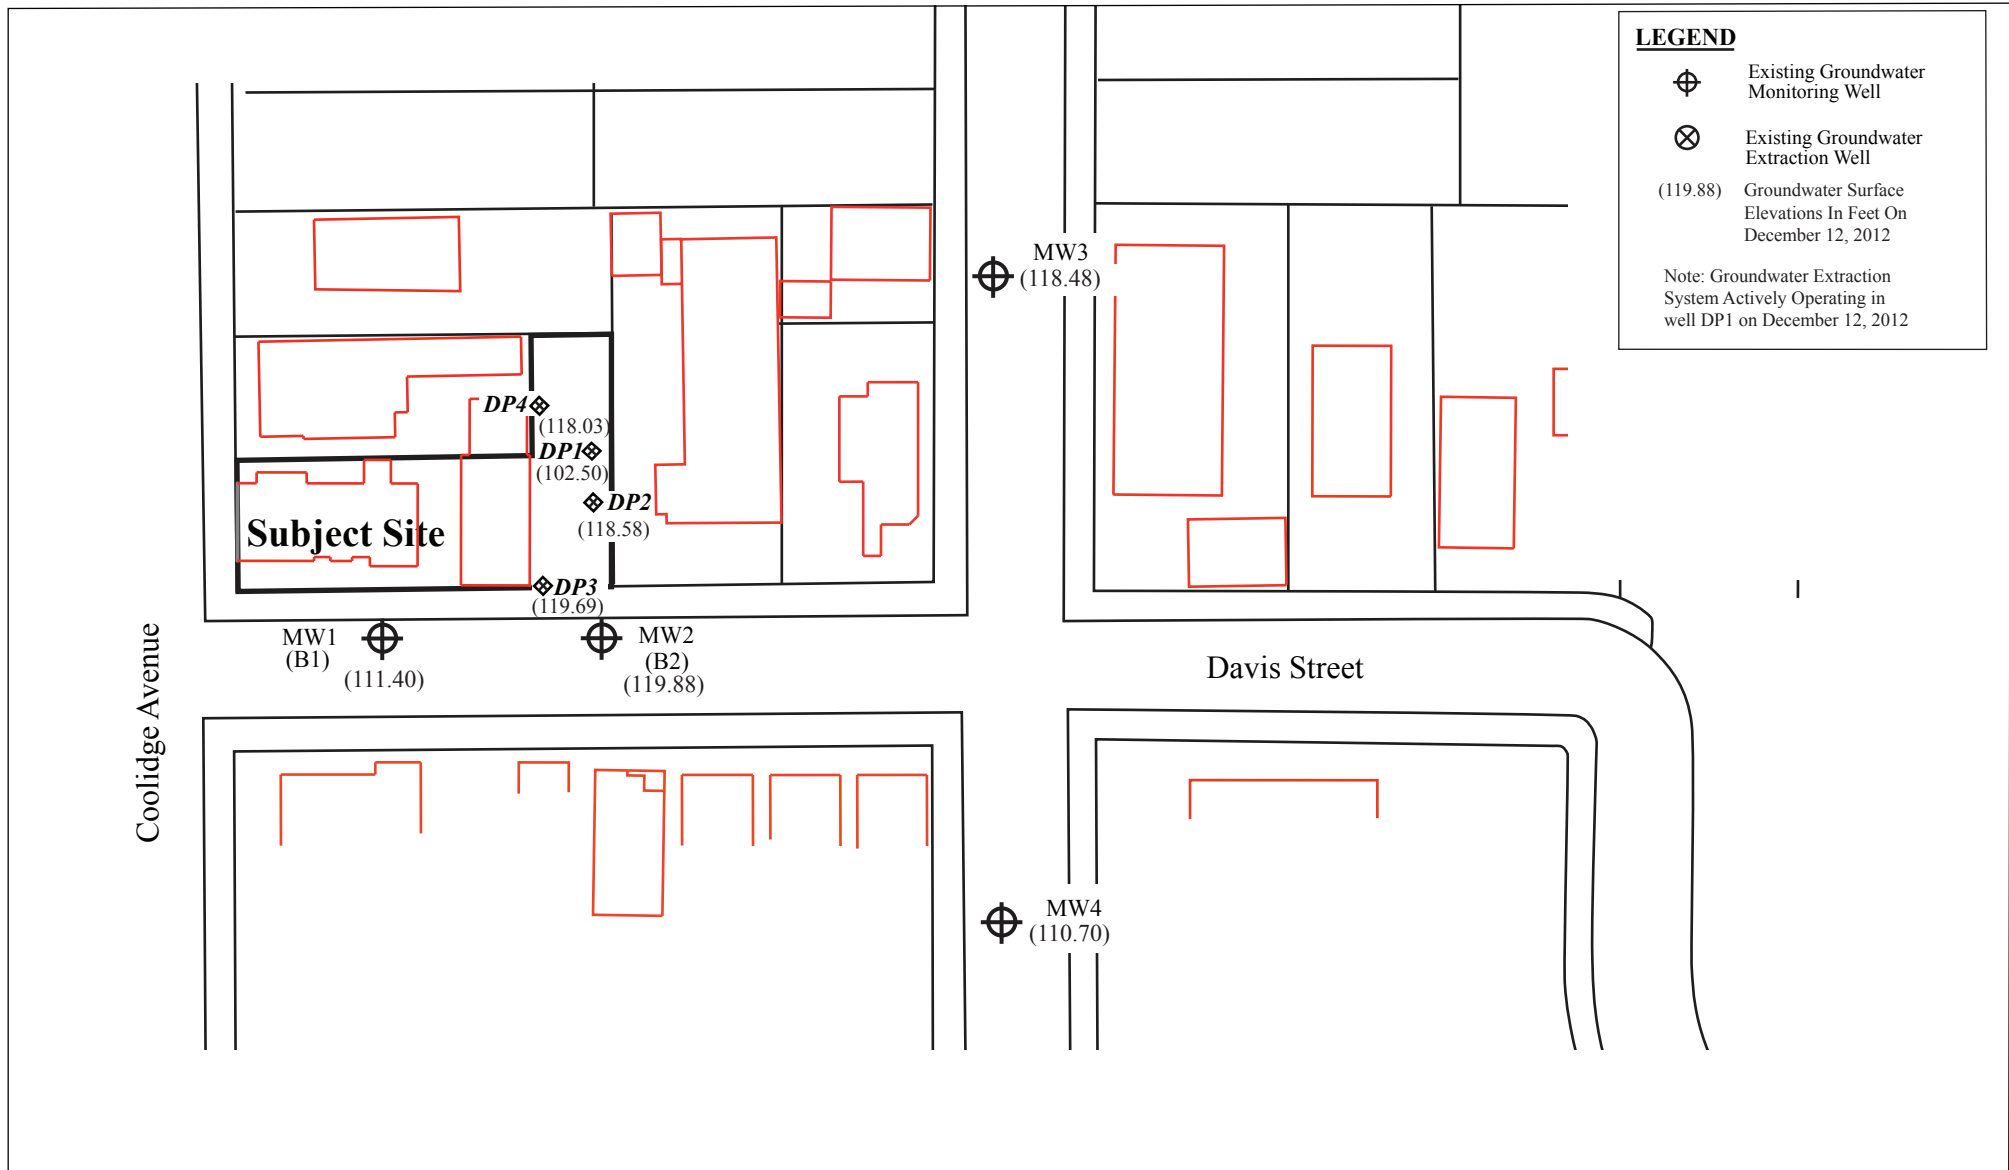 LEGEND
Existing Groundwater
Monitoring Well
Existing Groundwater
Extraction Well
(119.88) Groundwater Surface
Elevations In Feet On
December 12, 2012
Note: Groundwater Extraction
System Actively Operating in
well DP1 on December 12, 2012
MW3
(118.48)
DP4
(118.03)
DP1
(102.50)
DP2
(118.58)
Subject Site
DP3
(119.69)
MW1
(B1)
(111.40)
MW2
(B2)
(119.88)
Davis Street
Coolidge Avenue
MW4
(110.70)